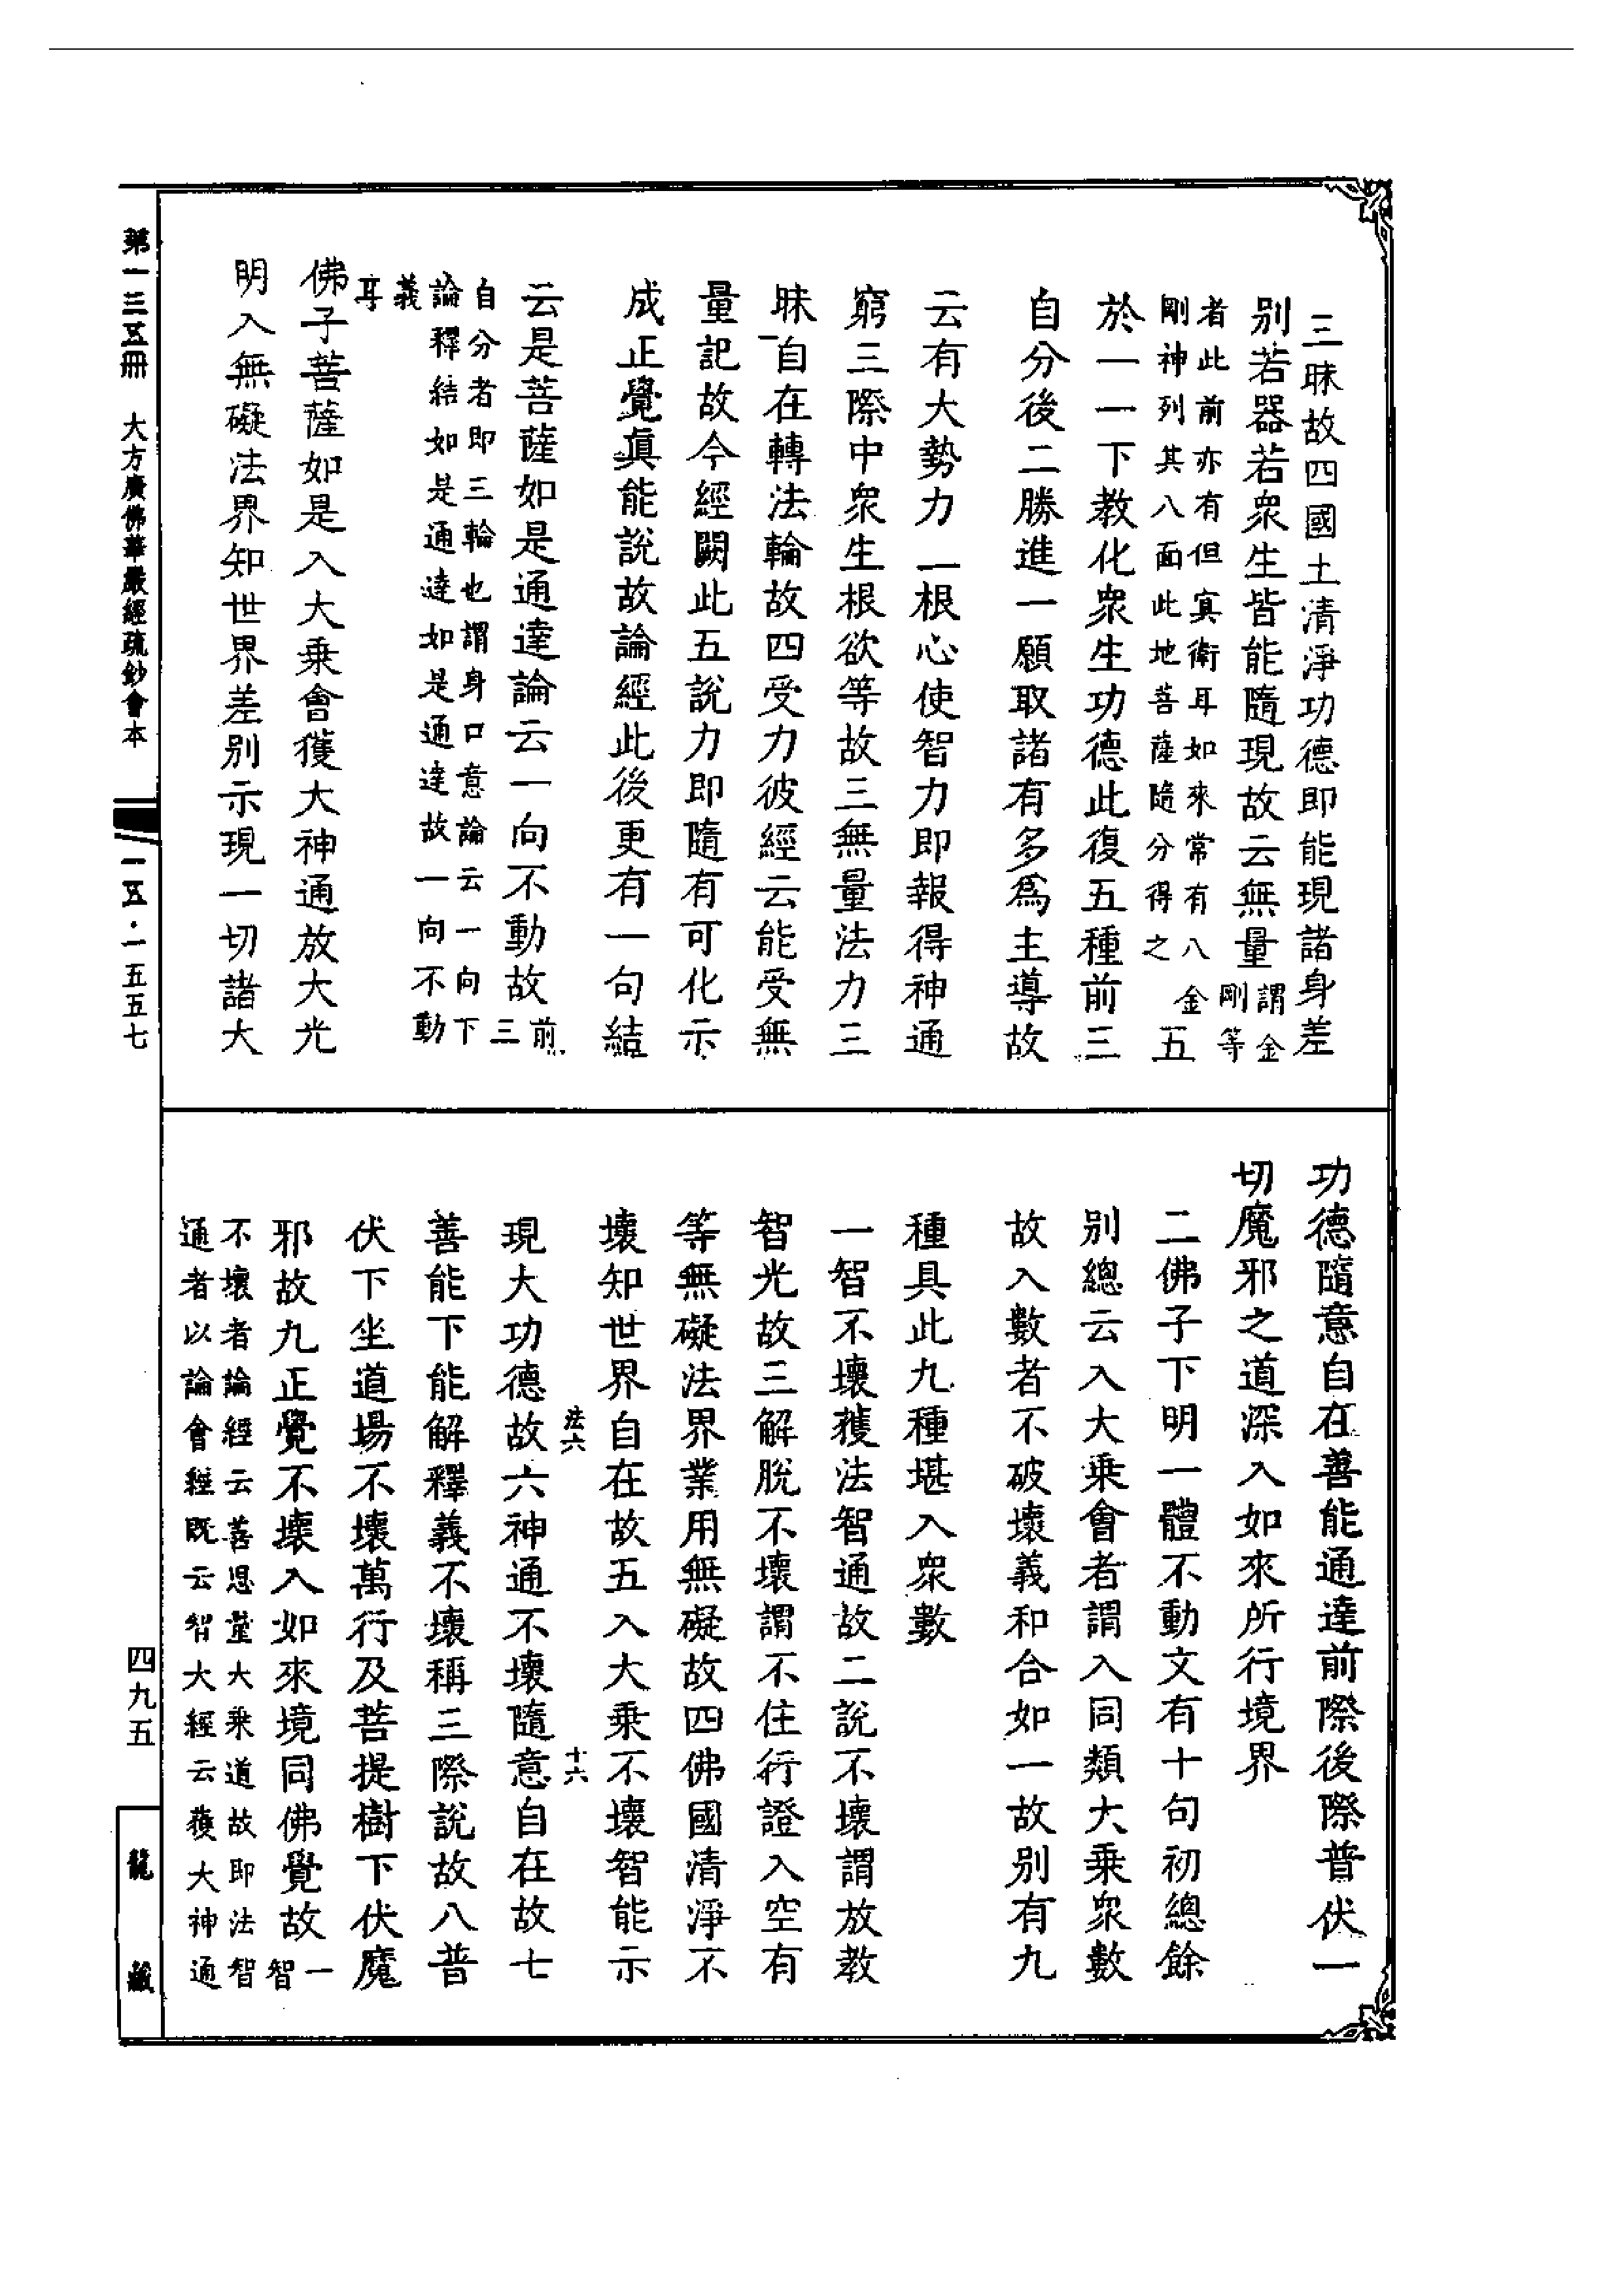 三昧故四國土清淨功德即能現諸身差
别若器若衆生皆能隨現故云無量謂金剛等金
者此前亦有但寘衛耳如來常有八
剛神列其八面此地菩薩隨分得之五
於一一下教化衆生功德此復五種前三
自分後二勝進一願取諸有多爲主導故
云有大勢力一根心使智力即報得神通
窮三際中衆生根欲等故三無量法力三
昧自在轉法輪故四受力彼經云能受無
量記故今經闕此五說力即隨有可化示
成正覺眞能說故論經此後更有一句結
云是菩薩如是通達論云一向不動故前三
自分者即三輪也謂身口意論云一向下
論釋結如是通達如是通達故一向不動
義
耳
佛子菩薩如是入大乘會獲大神通放大光
明入無礙法界知世界差别示現一切諸大
功德隨意自在善能通達前際後際普伏一
切魔邪之道深入如來所行境界
二佛子下明一體不動文有十句初總餘
别總云入大乘會者謂入同類大乘衆數
故入數者不破壞義和合如一故别有九
種具此九種堪入衆數
一智不壞獲法智通故二說不壞謂放教
智光故三解脫不壞謂不住行證入空有
等無礙法界業用無礙故四佛國清淨不
壞知世界自在故五入大乘不壞智能示
法六
十六
現大功德故六神通不壞隨意自在故七
善能下能解釋義不壞稱三際說故八普
伏下坐道場不壞萬行及菩提樹下伏魔
邪故九正覺不壞入如來境同佛覺故一智
不壞者論經云善思量大乘道故即法智
通者以論會經既云智大經云獲大神通
第一三五冊 大方廣佛華嚴經疏鈔會本
一五·一五五七
四九五
龍藏